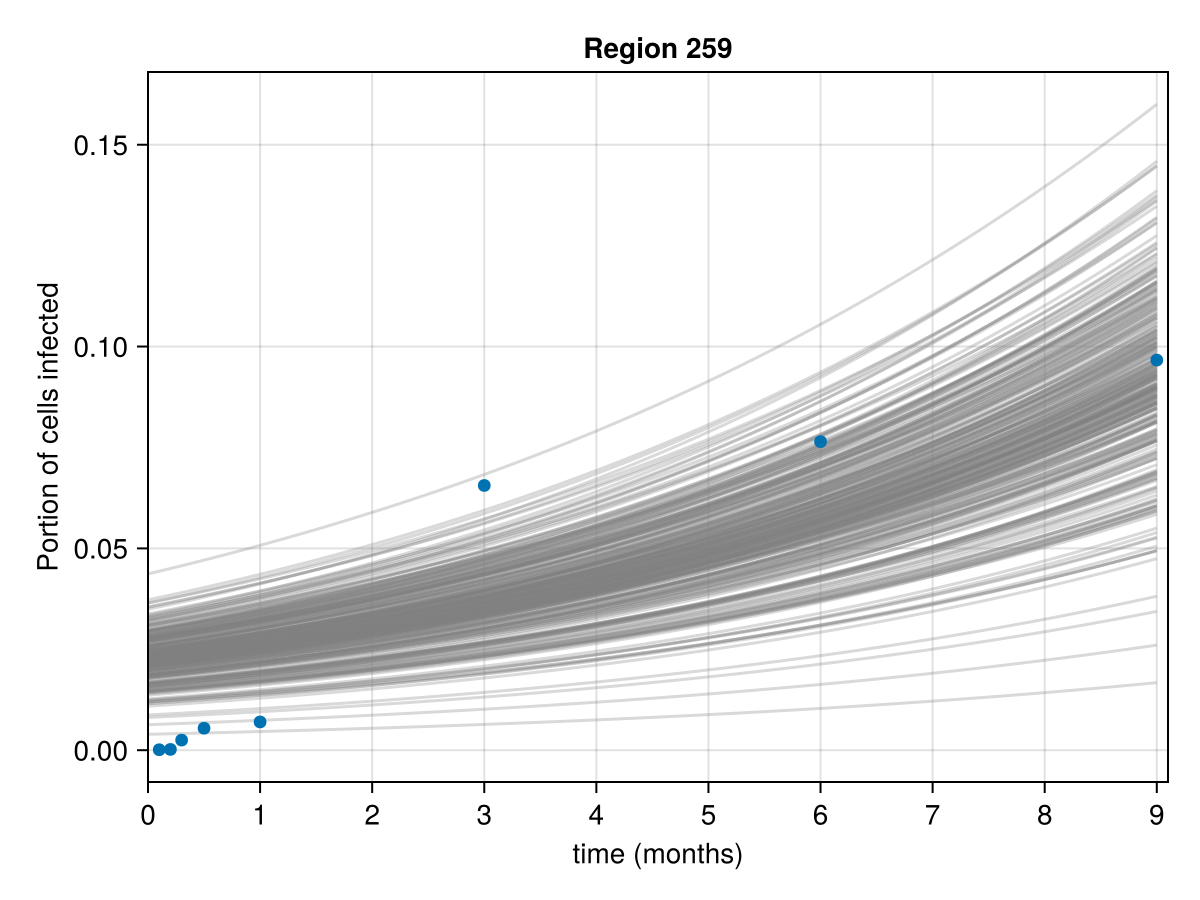 Region 259
Portion of cells infected
0.15
0.10
0.05
0.00
0 1 2 3 4 5 6 7 8 9
time (months)